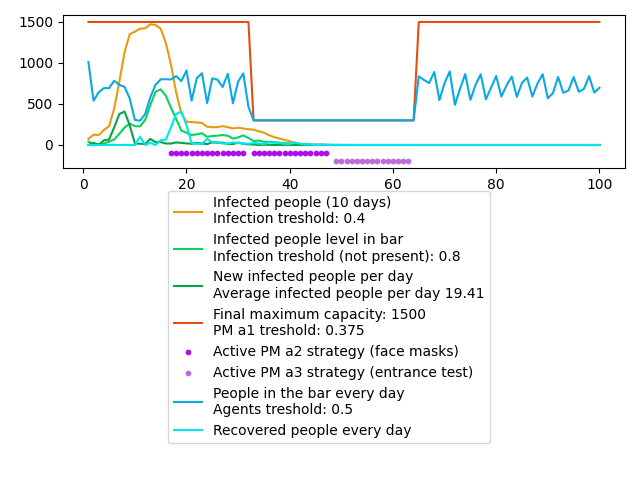 1500
1000
500
0
0 20 40 60 80 100
Infected people (10 days)
Infection treshold: 0.4
Infected people level in bar
Infection treshold (not present): 0.8
New infected people per day
Average infected people per day 19.41
Final maximum capacity: 1500
PM a1 treshold: 0.375
Active PM a2 strategy (face masks)
Active PM a3 strategy (entrance test)
People in the bar every day
Agents treshold: 0.5
Recovered people every day